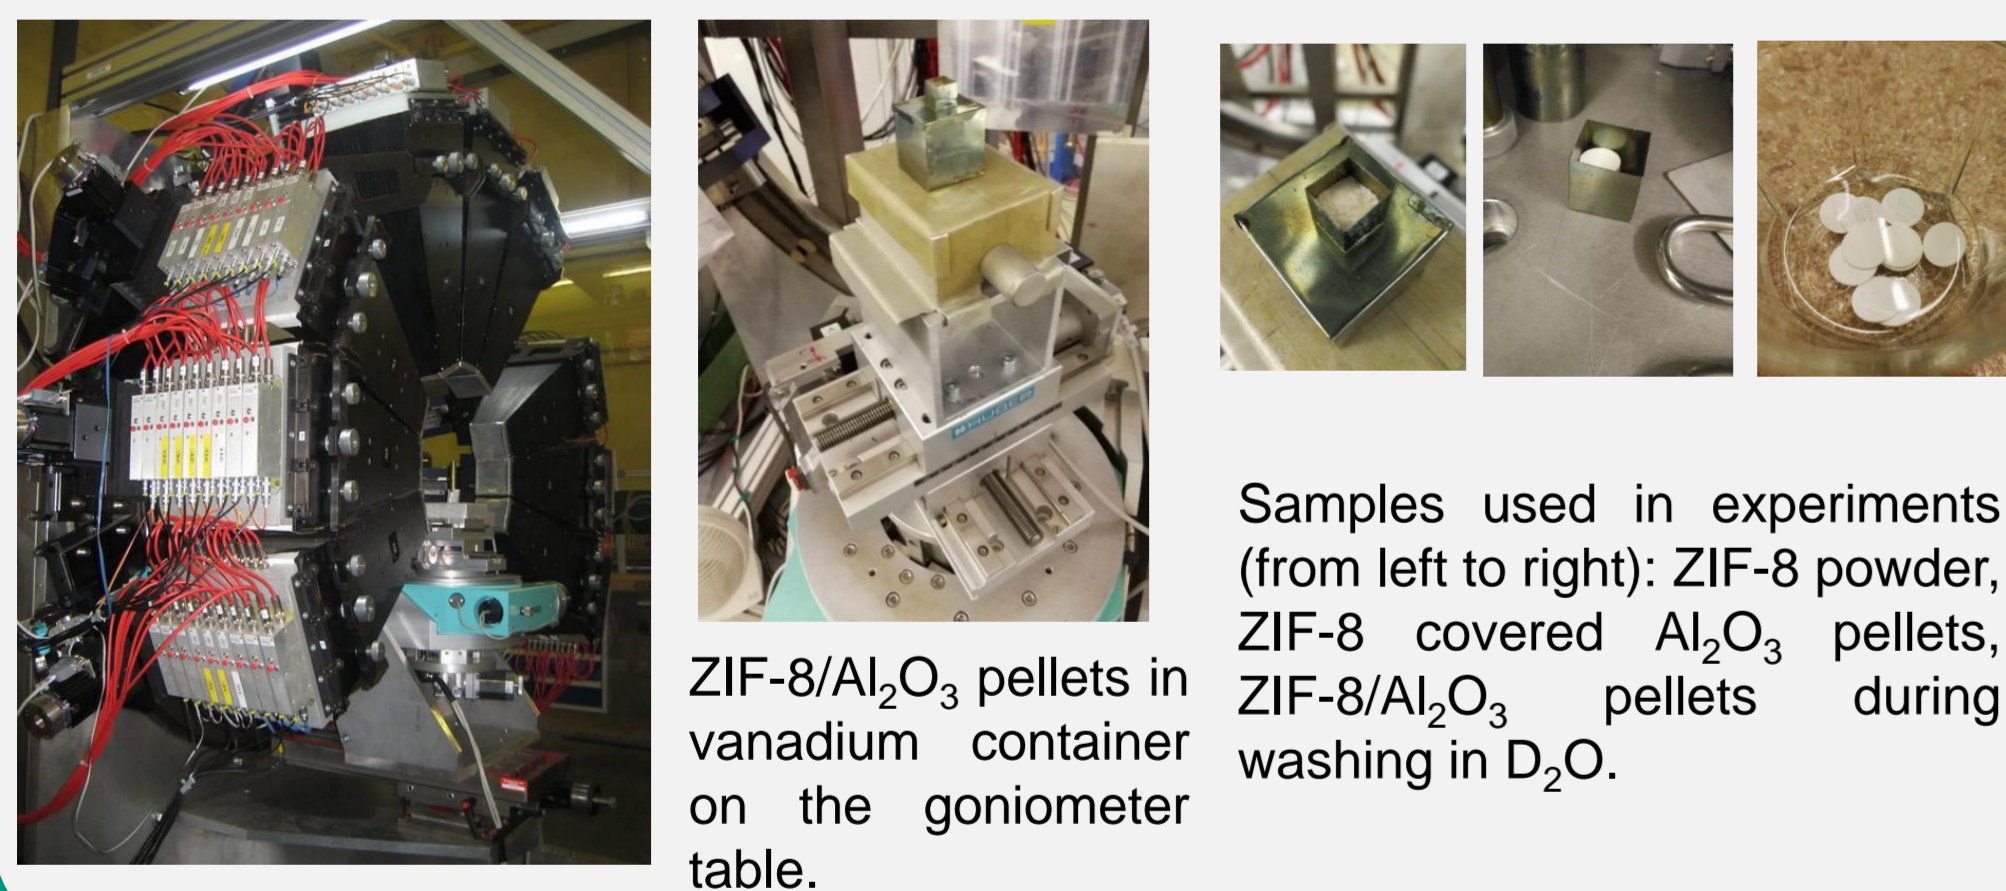 HUBER
ZIF-8/Al₂O₃ pellets in
vanadium container
on the goniometer
table.
Samples used in experiments
(from left to right): ZIF-8 powder,
ZIF-8 covered Al₂O₃ pellets,
ZIF-8/Al₂O₃ pellets during
washing in D₂O.